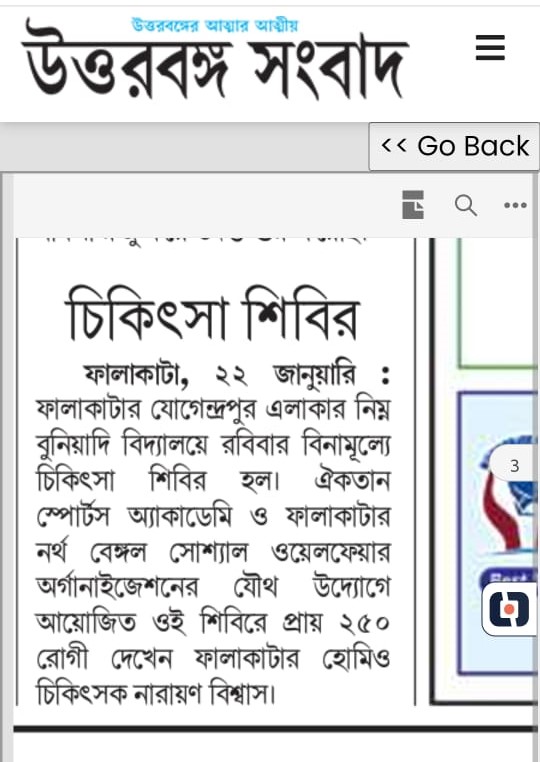 উত্তরবঙ্গের আত্মার আত্মীয়
উত্তরবঙ্গ সংবাদ
<< Go Back
চিকিৎসা শিবির
ফালাকাটা, ২২ জানুয়ারি :
ফালাকাটার যোগেন্দ্রপুর এলাকার নিম্ন
বুনিয়াদি বিদ্যালয়ে রবিবার বিনামূল্যে
চিকিৎসা শিবির হল। ঐকতান
স্পোর্টস অ্যাকাডেমি ও ফালাকাটার
নর্থ বেঙ্গল সোশ্যাল ওয়েলফেয়ার
অর্গানাইজেশনের যৌথ উদ্যোগে
আয়োজিত ওই শিবিরে প্রায় ২৫০
রোগী দেখেন ফালাকাটার হোমিও
চিকিৎসক নারায়ণ বিশ্বাস।
3